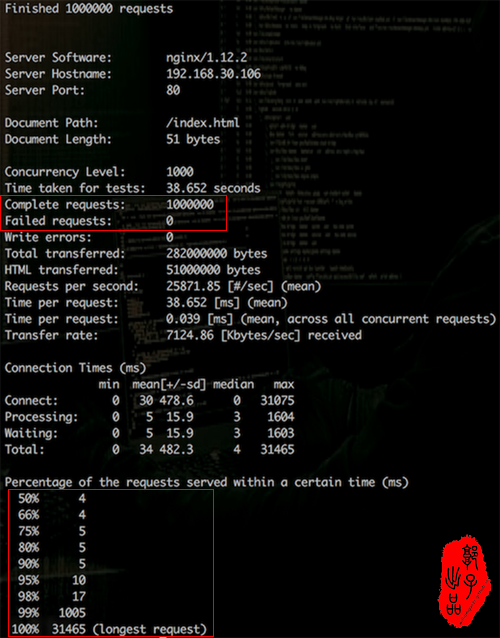 Finished 1000000 requests
Server Software: nginx/1.12.2
Server Hostname: 192.168.30.106
Server Port: 80
Document Path: /index.html
Document Length: 51 bytes
Concurrency Level: 1000
Time taken for tests: 38.652 seconds
Complete requests: 1000000
Failed requests: 0
Write errors: 0
Total transferred: 282000000 bytes
HTML transferred: 51000000 bytes
Requests per second: 25871.85 [#/sec] (mean)
Time per request: 38.652 [ms] (mean)
Time per request: 0.039 [ms] (mean, across all concurrent requests)
Transfer rate: 7124.86 [Kbytes/sec] received
Connection Times (ms)
min mean[+/-sd] median max
Connect: 0 30 478.6 0 31075
Processing: 0 5 15.9 3 1604
Waiting: 0 5 15.9 3 1603
Total: 0 34 482.3 4 31465
Percentage of the requests served within a certain time (ms)
50% 4
66% 4
75% 5
80% 5
90% 5
95% 10
98% 17
99% 1005
100% 31465 (longest request)
郭子出品